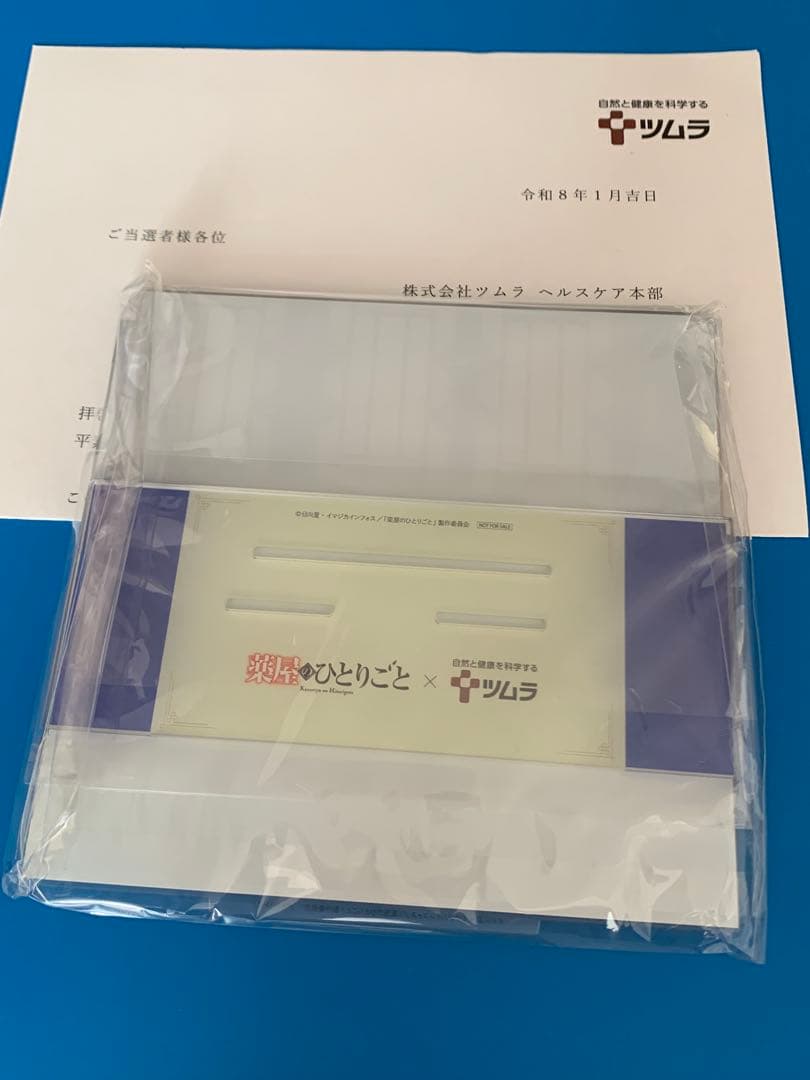 自然と健康を科学する
ツムラ
令和8年1月吉日
ご当選者様各位
株式会社ツムラ ヘルスケア本部
拝
平
ご
©日向夏・イマジカインフォス/「薬屋のひとりごと」製作委員会 NOT FOR SALE
薬屋のひとりごと × 自然と健康を科学する ツムラ
Kusuriya no Hitorigoto